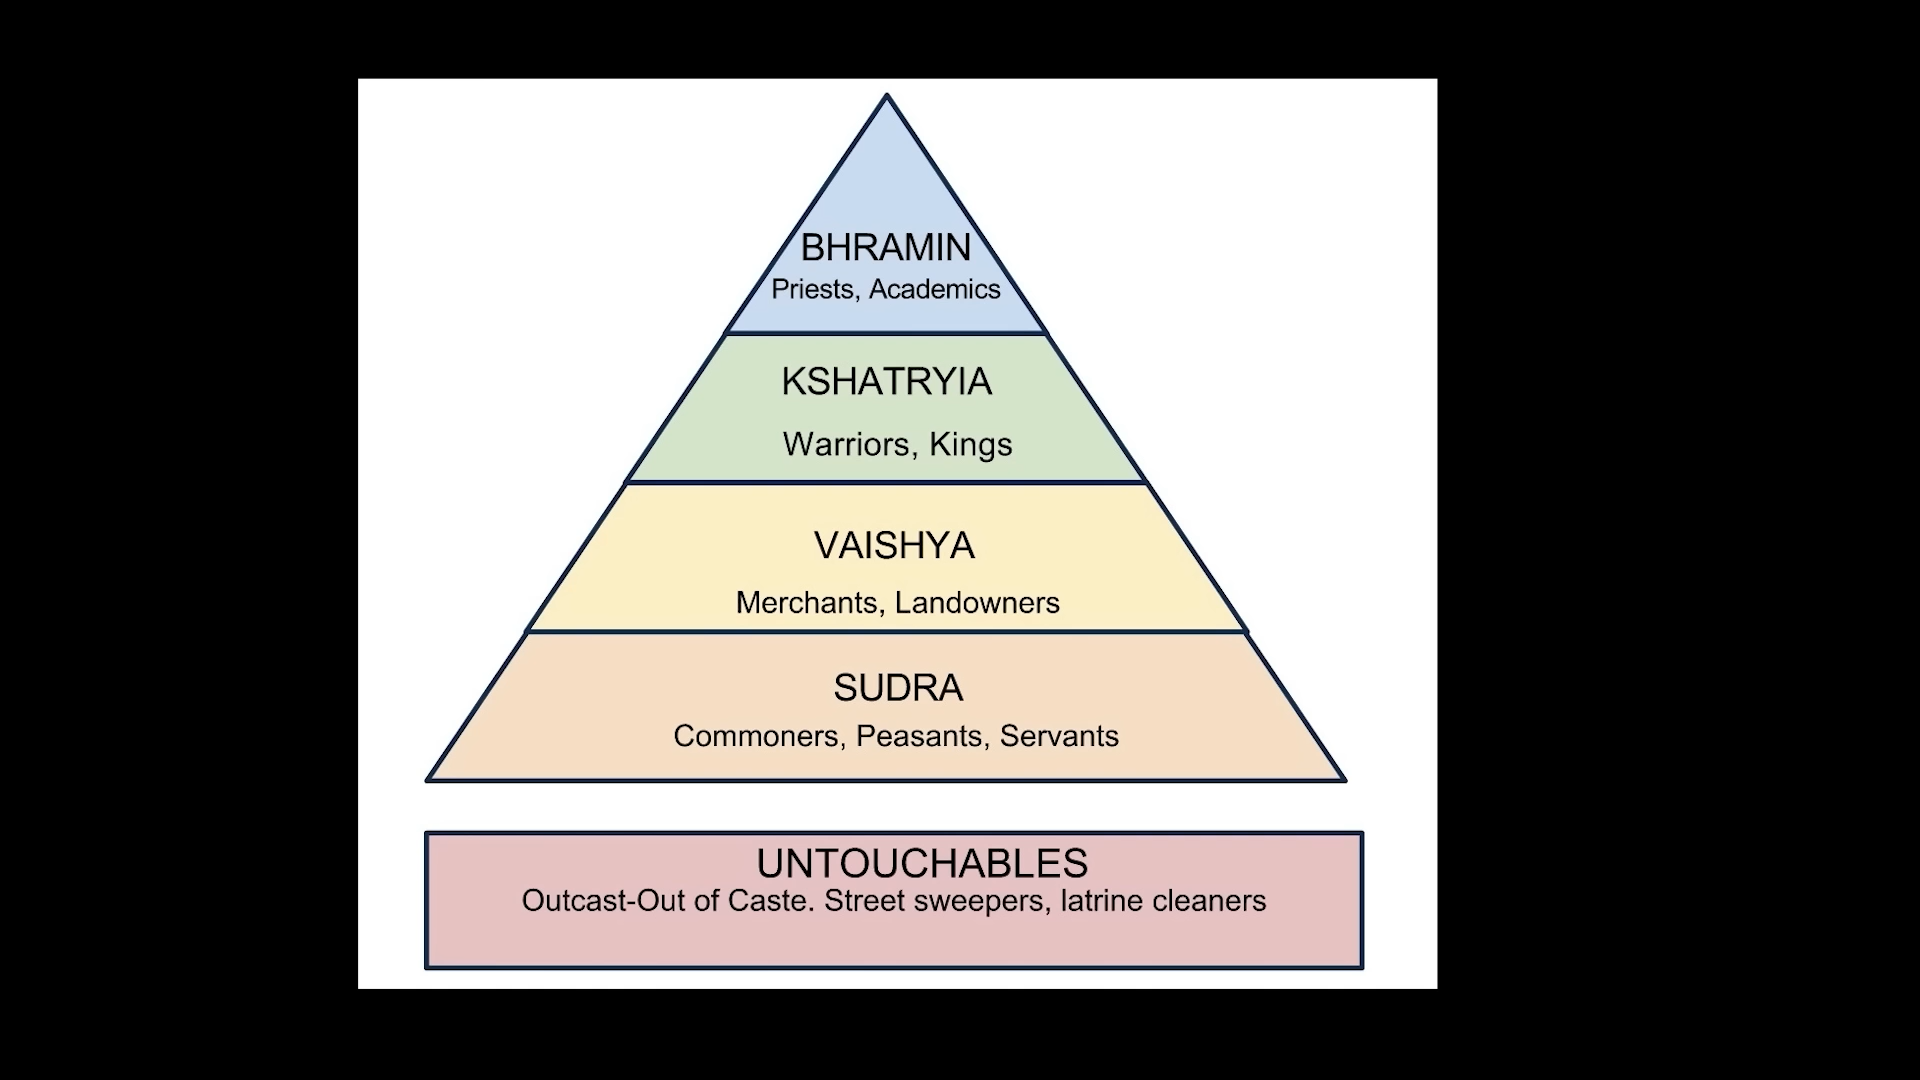 BHRAMIN
Priests, Academics
KSHATRYIA
Warriors, Kings
VAISHYA
Merchants, Landowners
SUDRA
Commoners, Peasants, Servants
UNTOUCHABLES
Outcast-Out of Caste. Street sweepers, latrine cleaners